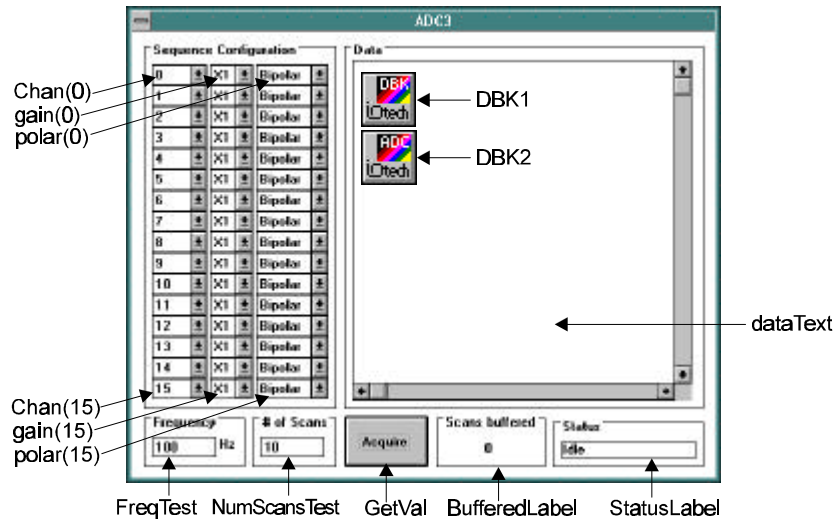 ADC3
Sequence Configuration
Data
Chan(0)
gain(0)
polar(0)
0 X1 Bipolar
1 X1 Bipolar
2 X1 Bipolar
3 X1 Bipolar
4 X1 Bipolar
5 X1 Bipolar
6 X1 Bipolar
7 X1 Bipolar
8 X1 Bipolar
9 X1 Bipolar
10 X1 Bipolar
11 X1 Bipolar
12 X1 Bipolar
13 X1 Bipolar
14 X1 Bipolar
15 X1 Bipolar
DBK
iOtech
DBK1
ADC
iOtech
DBK2
dataText
Chan(15)
gain(15)
polar(15)
Frequency
100 Hz
# of Scans
10
Acquire
Scans buffered
0
Status
Idle
FreqTest NumScansTest GetVal BufferedLabel StatusLabel